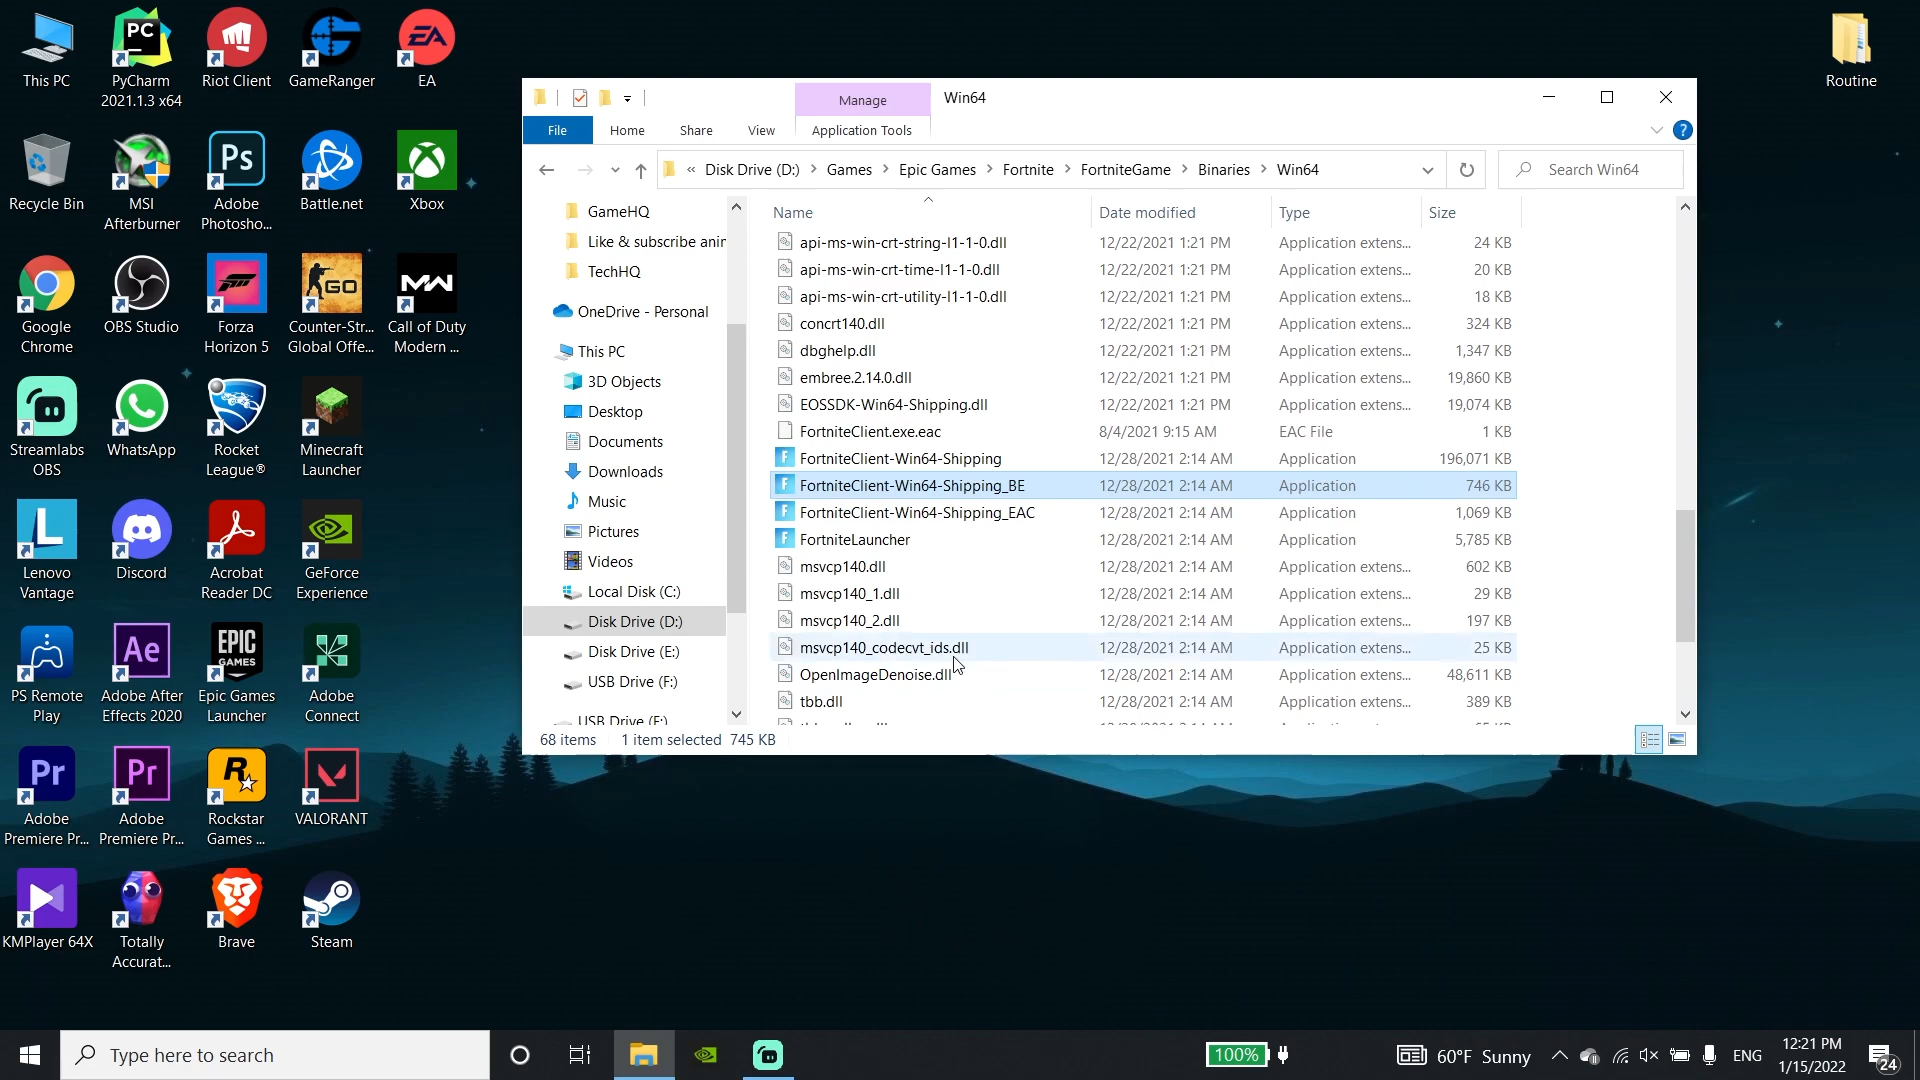 This PC
PyCharm
2021.1.3 x64
Riot Client
GameRanger
EA
Recycle Bin
MSI
Afterburner
Adobe
Photosho...
Battle.net
Xbox
Google
Chrome
OBS Studio
Forza
Horizon 5
Counter-Str...
Global Offe...
Call of Duty
Modern ...
Streamlabs
OBS
WhatsApp
Rocket
League®
Minecraft
Launcher
Lenovo
Vantage
Discord
Acrobat
Reader DC
GeForce
Experience
PS Remote
Play
Adobe After
Effects 2020
Epic Games
Launcher
Adobe
Connect
Adobe
Premiere Pr...
Adobe
Premiere Pr...
Rockstar
Games ...
VALORANT
KMPlayer 64X
Totally
Accurat...
Brave
Steam
Routine
PC
EA
Ps
GO
MW
L
Ae
EPIC
GAMES
Pr
Pr
R
Manage
Win64
File
Home
Share
View
Application Tools
« Disk Drive (D:) > Games > Epic Games > Fortnite > FortniteGame > Binaries > Win64
Search Win64
GameHQ
Like & subscribe anir
TechHQ
OneDrive - Personal
This PC
3D Objects
Desktop
Documents
Downloads
Music
Pictures
Videos
Local Disk (C:)
Disk Drive (D:)
Disk Drive (E:)
USB Drive (F:)
USB Drive (F:)
Name Date modified Type Size
api-ms-win-crt-string-l1-1-0.dll 12/22/2021 1:21 PM Application extens... 24 KB
api-ms-win-crt-time-l1-1-0.dll 12/22/2021 1:21 PM Application extens... 20 KB
api-ms-win-crt-utility-l1-1-0.dll 12/22/2021 1:21 PM Application extens... 18 KB
concrt140.dll 12/22/2021 1:21 PM Application extens... 324 KB
dbghelp.dll 12/22/2021 1:21 PM Application extens... 1,347 KB
embree.2.14.0.dll 12/22/2021 1:21 PM Application extens... 19,860 KB
EOSSDK-Win64-Shipping.dll 12/22/2021 1:21 PM Application extens... 19,074 KB
FortniteClient.exe.eac 8/4/2021 9:15 AM EAC File 1 KB
FortniteClient-Win64-Shipping 12/28/2021 2:14 AM Application 196,071 KB
FortniteClient-Win64-Shipping_BE 12/28/2021 2:14 AM Application 746 KB
FortniteClient-Win64-Shipping_EAC 12/28/2021 2:14 AM Application 1,069 KB
FortniteLauncher 12/28/2021 2:14 AM Application 5,785 KB
msvcp140.dll 12/28/2021 2:14 AM Application extens... 602 KB
msvcp140_1.dll 12/28/2021 2:14 AM Application extens... 29 KB
msvcp140_2.dll 12/28/2021 2:14 AM Application extens... 197 KB
msvcp140_codecvt_ids.dll 12/28/2021 2:14 AM Application extens... 25 KB
OpenImageDenoise.dll 12/28/2021 2:14 AM Application extens... 48,611 KB
tbb.dll 12/28/2021 2:14 AM Application extens... 389 KB
68 items 1 item selected 745 KB
Type here to search
100%
60°F Sunny
ENG
12:21 PM
1/15/2022
24